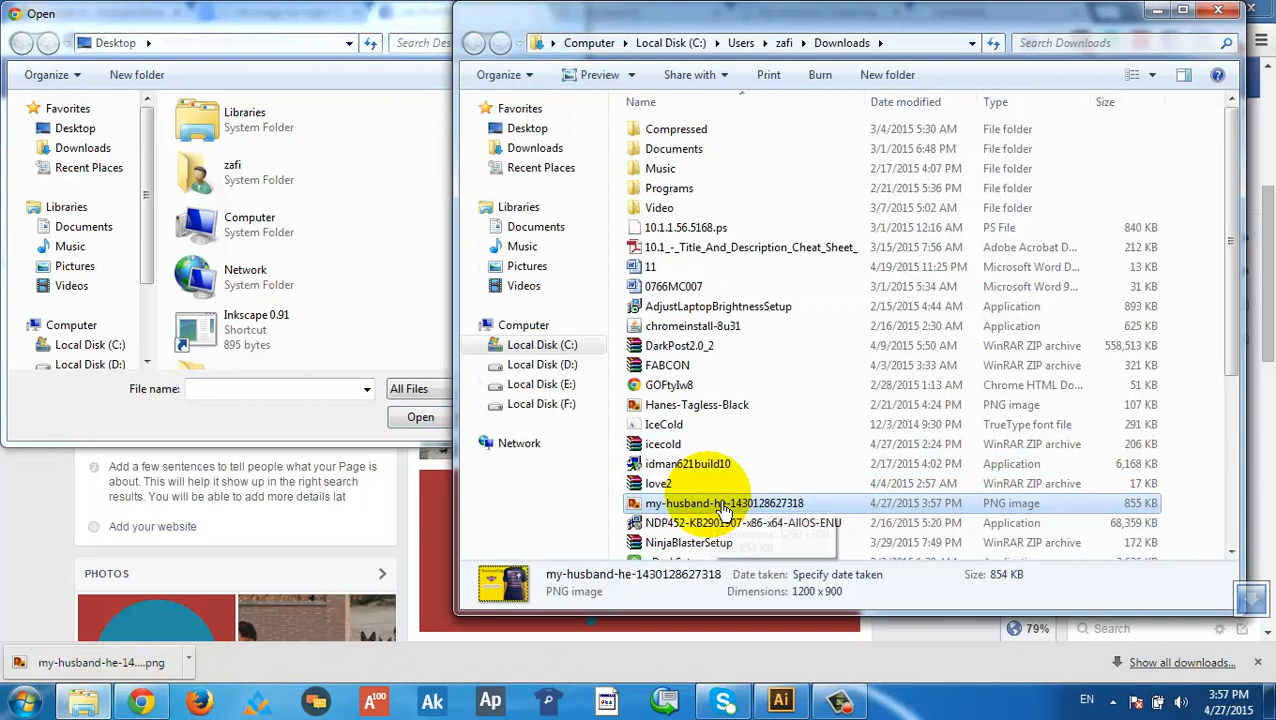 Open
Desktop
Search Des
Organize
New folder
Favorites
Desktop
Downloads
Recent Places
Libraries
Documents
Music
Pictures
Videos
Computer
Local Disk (C:)
Local Disk (D:)
Libraries
System Folder
zafi
System Folder
Computer
System Folder
Network
System Folder
Inkscape 0.91
Shortcut
895 bytes
File name:
All Files
Open
Computer
Local Disk (C:)
Users
zafi
Downloads
Search Downloads
Organize
Preview
Share with
Print
Burn
New folder
Favorites
Desktop
Downloads
Recent Places
Libraries
Documents
Music
Pictures
Videos
Computer
Local Disk (C:)
Local Disk (D:)
Local Disk (E:)
Local Disk (F:)
Network
Name Date modified Type Size
Compressed 3/4/2015 5:30 AM File folder
Documents 3/1/2015 6:48 PM File folder
Music 2/17/2015 4:07 PM File folder
Programs 2/21/2015 5:36 PM File folder
Video 3/7/2015 5:02 AM File folder
10.1.1.56.5168.ps 3/1/2015 12:16 AM PS File 840 KB
10.1_-_Title_And_Description_Cheat_Sheet_ 3/15/2015 7:56 AM Adobe Acrobat D... 212 KB
11 4/19/2015 11:25 PM Microsoft Word D... 13 KB
0766MC007 3/1/2015 5:34 AM Microsoft Word 9... 31 KB
AdjustLaptopBrightnessSetup 2/15/2015 4:44 AM Application 893 KB
chromeinstall-8u31 2/16/2015 2:30 AM Application 625 KB
DarkPost2.0_2 4/9/2015 5:50 AM WinRAR ZIP archive 558,513 KB
FABCON 4/3/2015 3:33 AM WinRAR ZIP archive 42 KB
GOFtyIw8 2/28/2015 1:13 AM Chrome HTML Do... 51 KB
Hanes-Tagless-Black 2/21/2015 4:24 PM PNG image 107 KB
IceCold 12/3/2014 9:30 PM TrueType font file 44 KB
icecold 4/27/2015 2:30 PM WinRAR ZIP archive 206 KB
idman621build10 2/17/2015 4:02 PM Application 6,168 KB
love2 4/4/2015 2:57 AM WinRAR ZIP archive 17 KB
my-husband-he-1430128627318 4/27/2015 3:57 PM PNG image 855 KB
NDP452-KB2901907-x86-x64-AllOS-ENU 2/16/2015 5:20 PM Application 68,359 KB
NinjaBlasterSetup 3/29/2015 7:49 PM Application 379 KB
my-husband-he-1430128627318
PNG image
Date taken: Specify date taken
Dimensions: 1200 x 900
Size: 854 KB
Add a few sentences to tell people what your Page is
about. This will help it show up in the right search
results. You will be able to add more details lat
Add your website
PHOTOS
79%
Search
my-husband-he-14....png
Show all downloads...
A100
Ak
Ap
Ai
EN
3:57 PM
4/27/2015